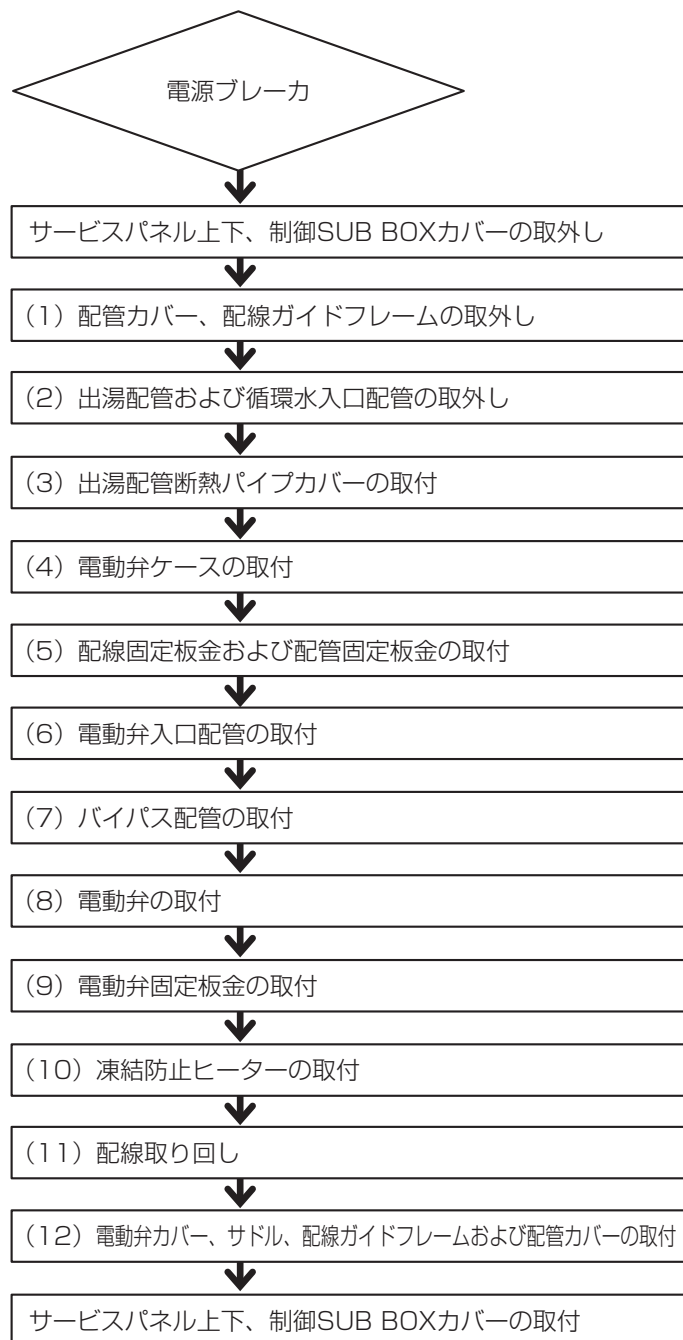 電源ブレーカ
サービスパネル上下、制御SUB BOXカバーの取外し
（1）配管カバー、配線ガイドフレームの取外し
（2）出湯配管および循環水入口配管の取外し
（3）出湯配管断熱パイプカバーの取付
（4）電動弁ケースの取付
（5）配線固定板金および配管固定板金の取付
（6）電動弁入口配管の取付
（7）バイパス配管の取付
（8）電動弁の取付
（9）電動弁固定板金の取付
（10）凍結防止ヒーターの取付
（11）配線取り回し
（12）電動弁カバー、サドル、配線ガイドフレームおよび配管カバーの取付
サービスパネル上下、制御SUB BOXカバーの取付